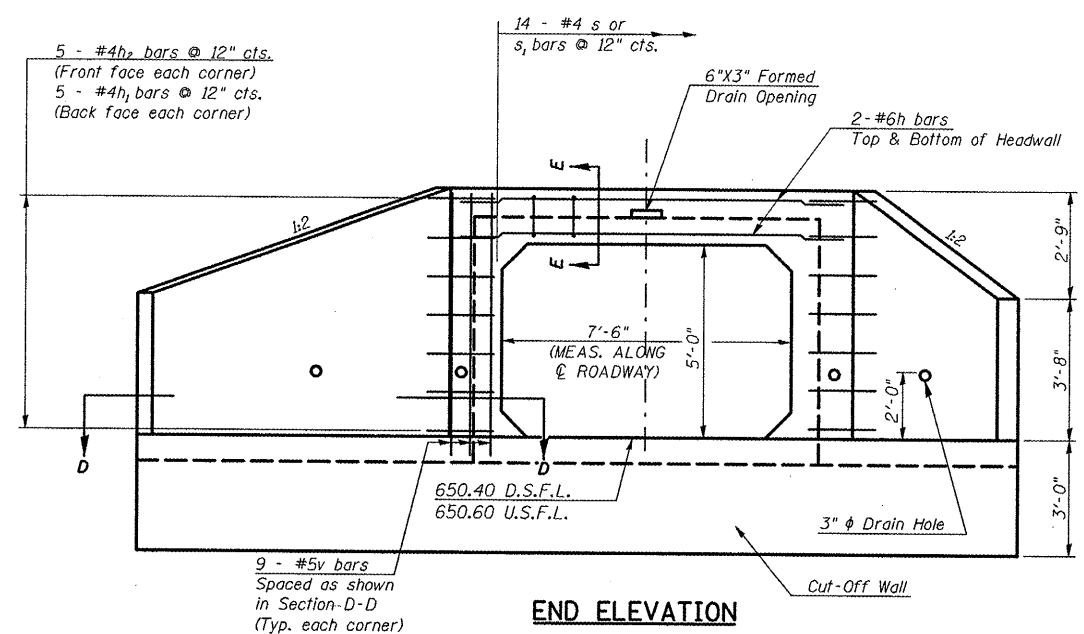 14 - #4 s or
s₁ bars @ 12" cts.
5 - #4h₂ bars @ 12" cts.
(Front face each corner)
5 - #4h₁ bars @ 12" cts.
(Back face each corner)
6"X3" Formed
Drain Opening
2-#6h bars
Top & Bottom of Headwall
E
E
1:2
1:2
2'-9"
7'-6"
(MEAS. ALONG
℄ ROADWAY)
5'-0"
3'-8"
2'-0"
D
D
650.40 D.S.F.L.
650.60 U.S.F.L.
3" ϕ Drain Hole
3'-0"
9 - #5v bars
Spaced as shown
in Section-D-D
(Typ. each corner)
Cut-Off Wall
END ELEVATION